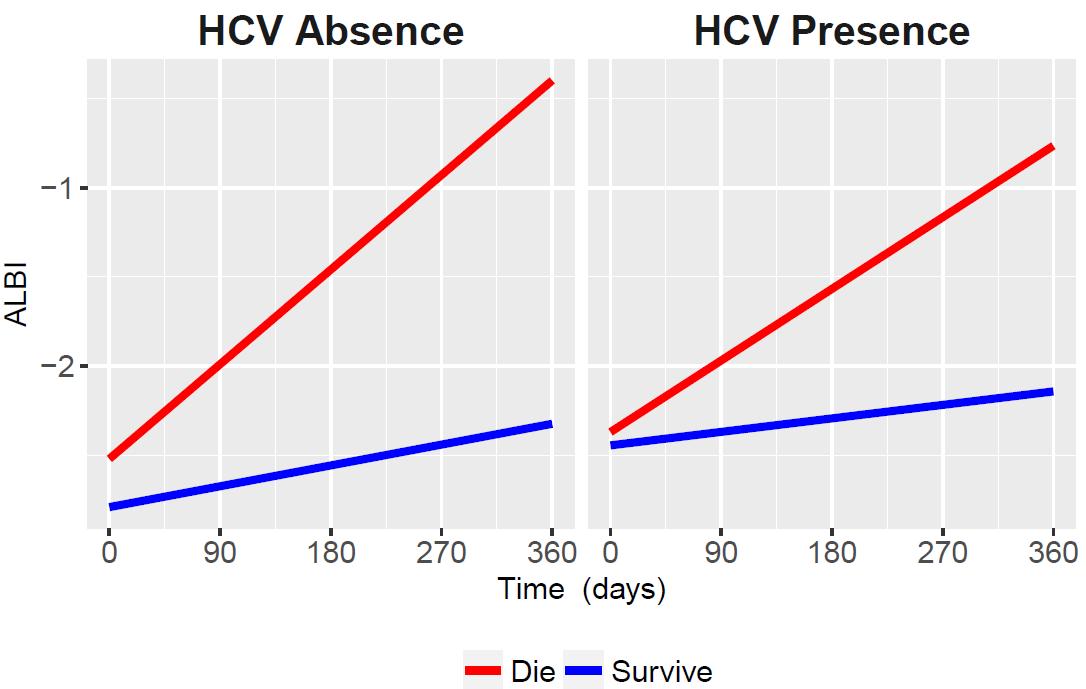 HCV Absence HCV Presence
−1
−2
ALBI
0 90 180 270 360 0 90 180 270 360
Time (days)
Die Survive